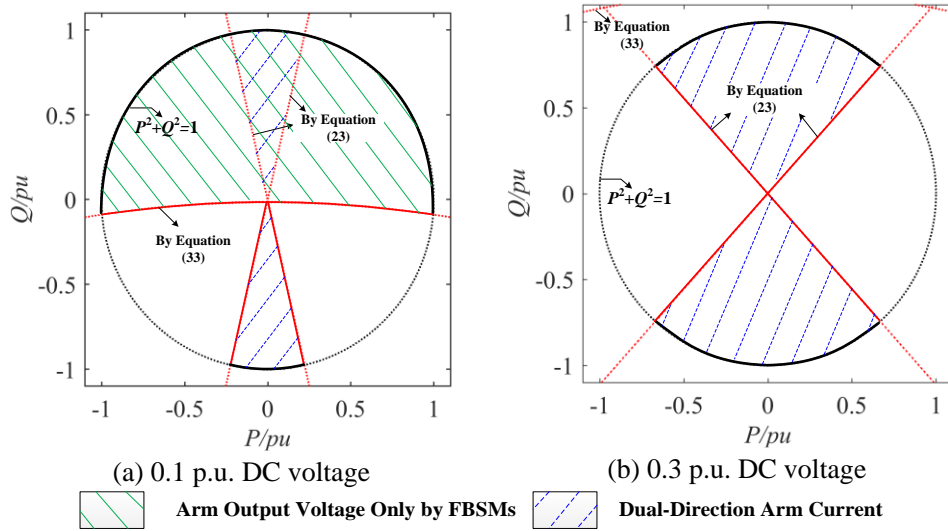 1
0.5
0
-0.5
-1
Q/pu
-1
-0.5
0
0.5
1
P/pu
P²+Q²=1
By Equation
(23)
By Equation
(33)
(a) 0.1 p.u. DC voltage
1
0.5
0
-0.5
-1
Q/pu
-1
-0.5
0
0.5
1
P/pu
By Equation
(33)
By Equation
(23)
P²+Q²=1
(b) 0.3 p.u. DC voltage
Arm Output Voltage Only by FBSMs
Dual-Direction Arm Current